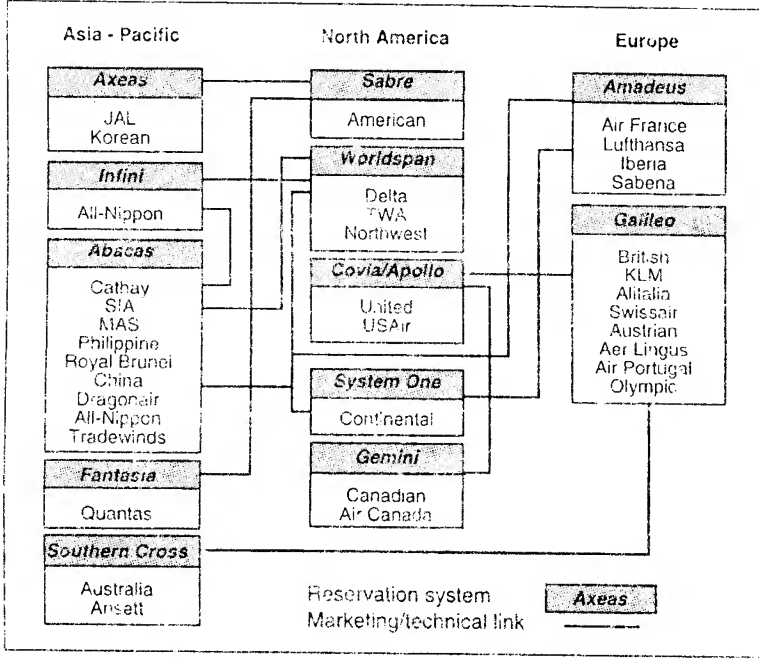 Asia - Pacific
Axeas
JAL
Korean
Infini
All-Nippon
Abacas
Cathay
SIA
MAS
Philippine
Royal Brunei
China
Dragonair
All-Nippon
Tradewinds
Fantasia
Quantas
Southern Cross
Australia
Ansett
North America
Sabre
American
Worldspan
Delta
TWA
Northwest
Covia/Apollo
United
USAir
System One
Continental
Gemini
Canadian
Air Canada
Europe
Amadeus
Air France
Lufthansa
Iberia
Sabena
Galileo
British
KLM
Alitalia
Swissair
Austrian
Aer Lingus
Air Portugal
Olympic
Reservation system
Axeas
Marketing/technical link